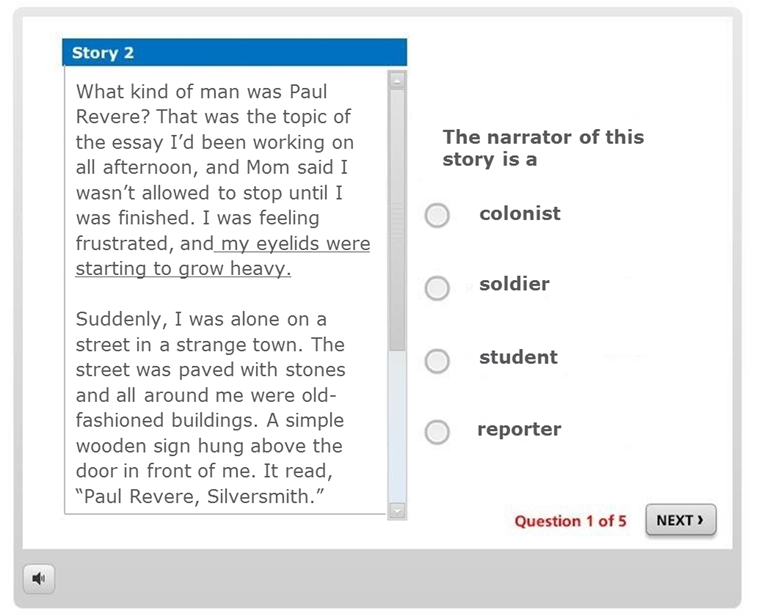 Story 2
What kind of man was Paul
Revere? That was the topic of
the essay I’d been working on
all afternoon, and Mom said I
wasn’t allowed to stop until I
was finished. I was feeling
frustrated, and my eyelids were
starting to grow heavy.
Suddenly, I was alone on a
street in a strange town. The
street was paved with stones
and all around me were old-
fashioned buildings. A simple
wooden sign hung above the
door in front of me. It read,
“Paul Revere, Silversmith.”
The narrator of this
story is a
colonist
soldier
student
reporter
Question 1 of 5
NEXT ›